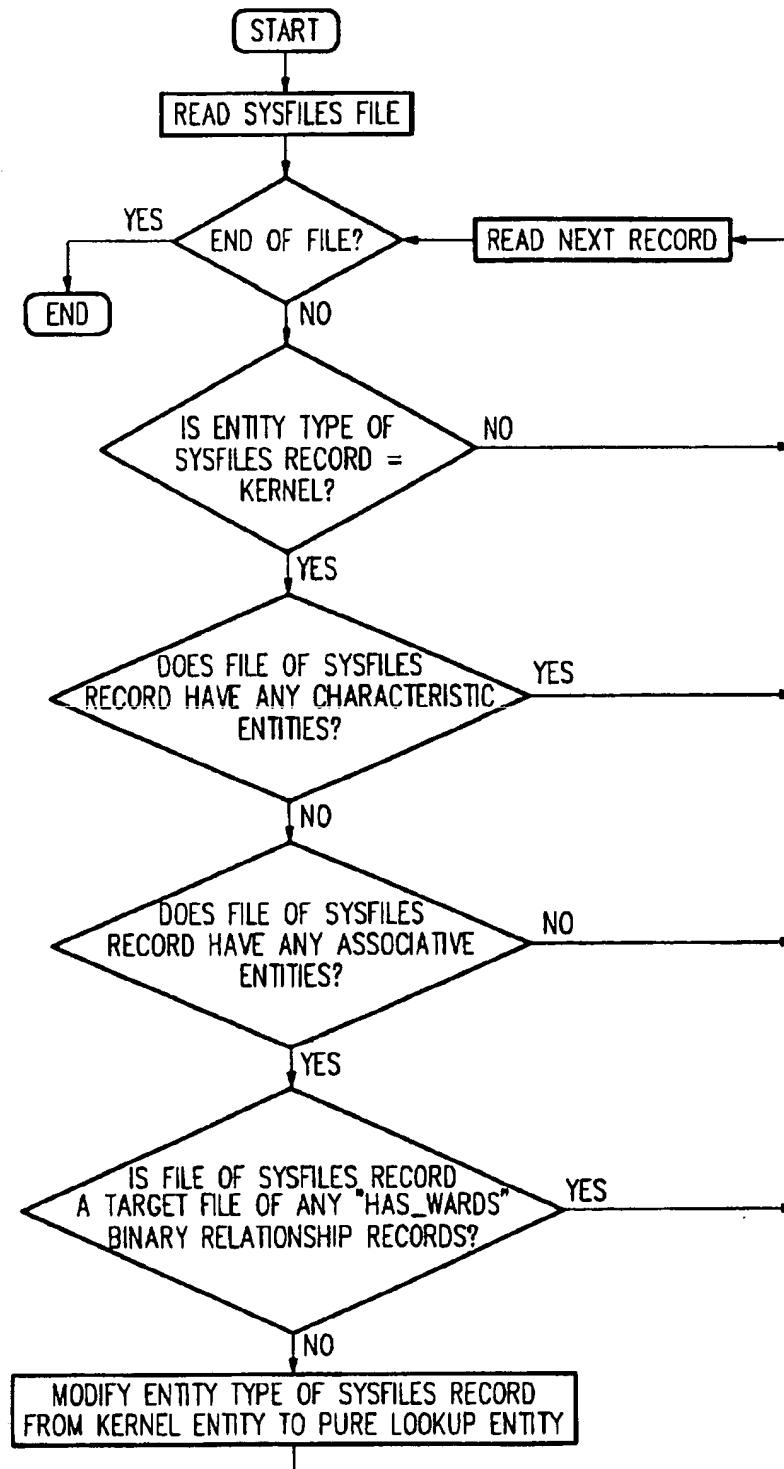 START
READ SYSFILES FILE
YES
END OF FILE?
READ NEXT RECORD
END
NO
IS ENTITY TYPE OF
SYSFILES RECORD =
KERNEL?
NO
YES
DOES FILE OF SYSFILES
RECORD HAVE ANY CHARACTERISTIC
ENTITIES?
YES
NO
DOES FILE OF SYSFILES
RECORD HAVE ANY ASSOCIATIVE
ENTITIES?
NO
YES
IS FILE OF SYSFILES RECORD
A TARGET FILE OF ANY "HAS_WARDS"
BINARY RELATIONSHIP RECORDS?
YES
NO
MODIFY ENTITY TYPE OF SYSFILES RECORD
FROM KERNEL ENTITY TO PURE LOOKUP ENTITY